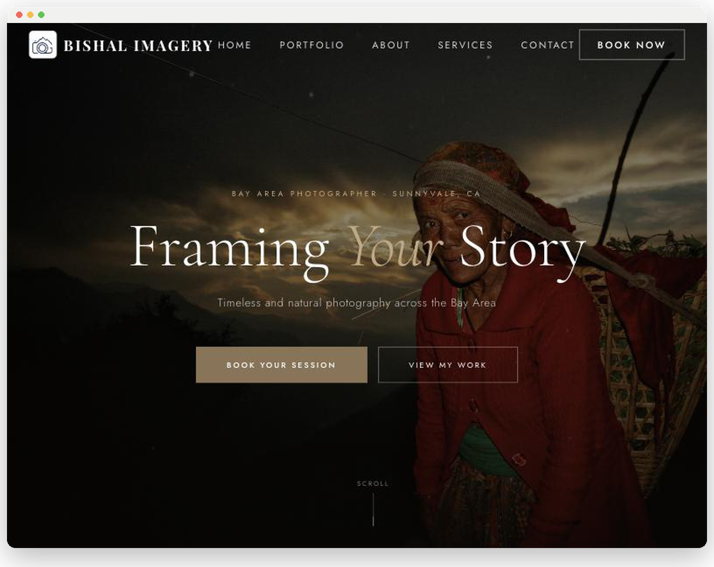 BISHAL IMAGERY HOME PORTFOLIO ABOUT SERVICES CONTACT BOOK NOW
BAY AREA PHOTOGRAPHER · SUNNYVALE, CA
Framing Your Story
Timeless and natural photography across the Bay Area
BOOK YOUR SESSION VIEW MY WORK
SCROLL